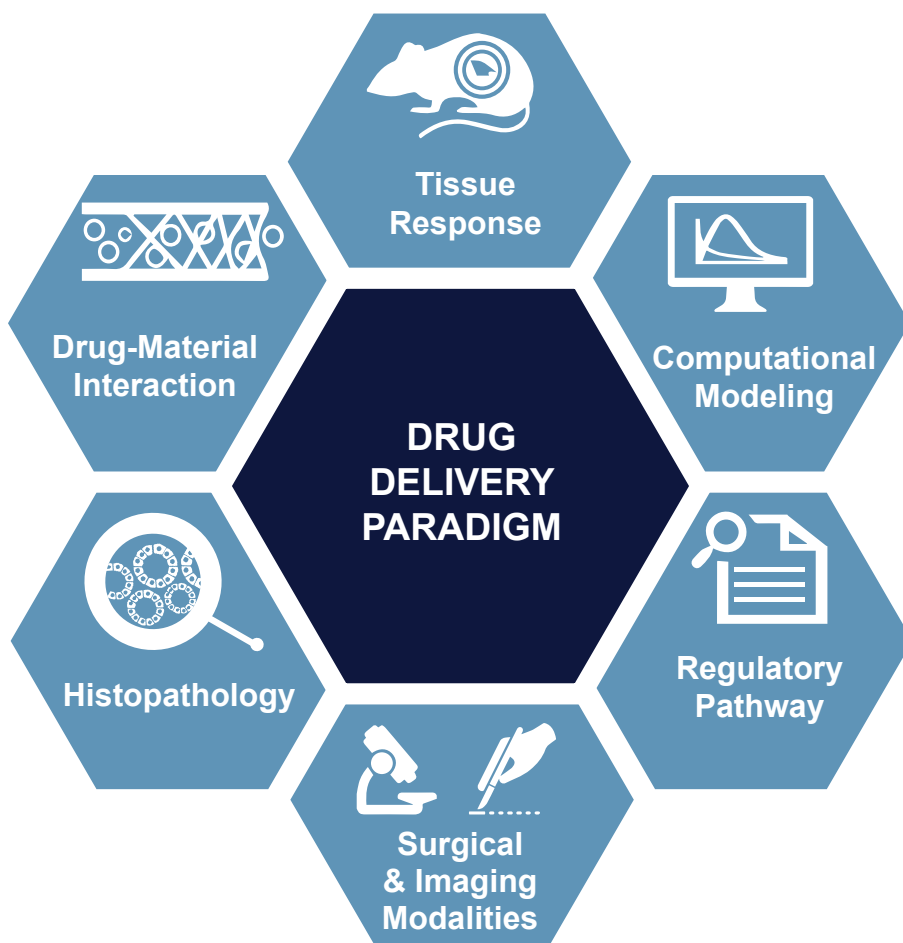 Tissue
Response
Drug-Material
Interaction
Computational
Modeling
DRUG
DELIVERY
PARADIGM
Histopathology
Regulatory
Pathway
Surgical
& Imaging
Modalities